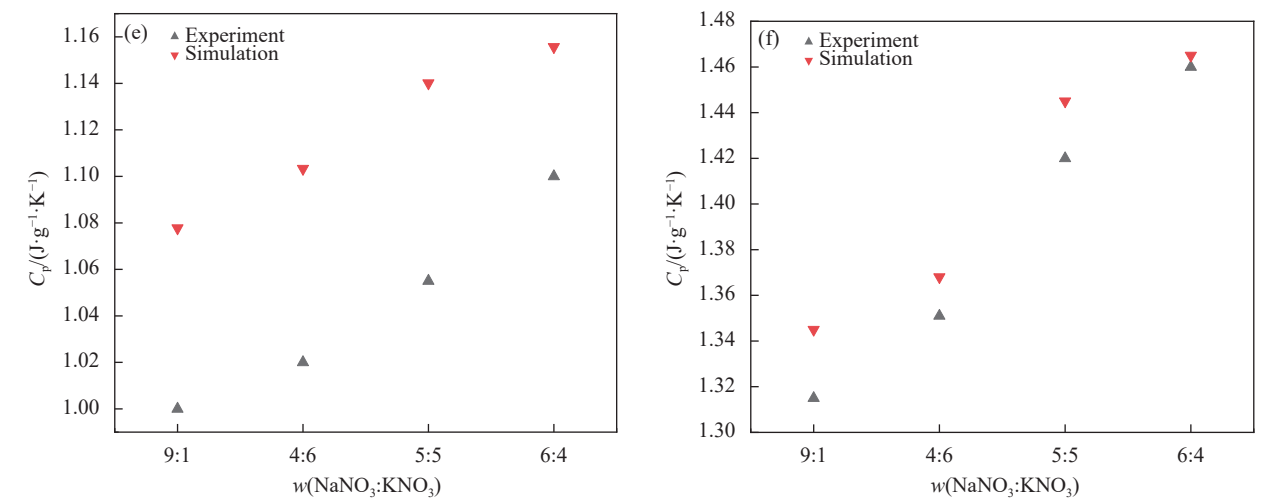 (e)
Experiment
Simulation
1.16
1.14
1.12
1.10
1.08
1.06
1.04
1.02
1.00
Cₚ/(J·g⁻¹·K⁻¹)
9:1 4:6 5:5 6:4
w(NaNO₃:KNO₃)
(f)
Experiment
Simulation
1.48
1.46
1.44
1.42
1.40
1.38
1.36
1.34
1.32
1.30
Cₚ/(J·g⁻¹·K⁻¹)
9:1 4:6 5:5 6:4
w(NaNO₃:KNO₃)